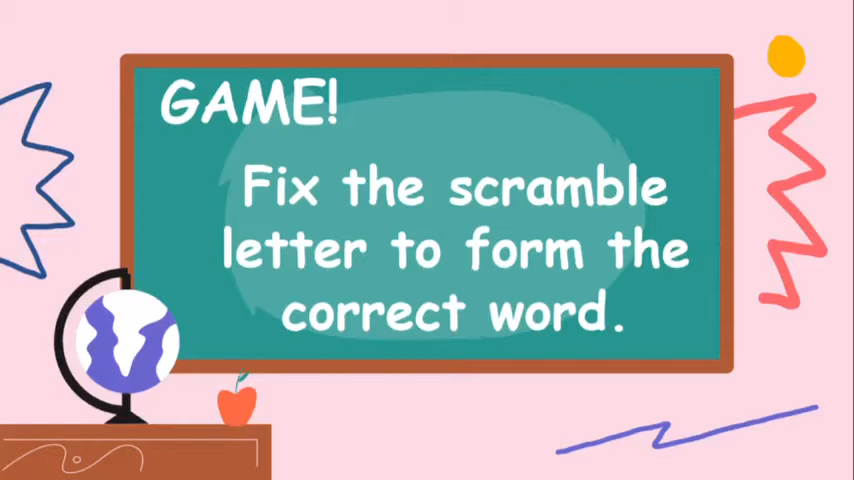 GAME!
Fix the scramble
letter to form the
correct word.